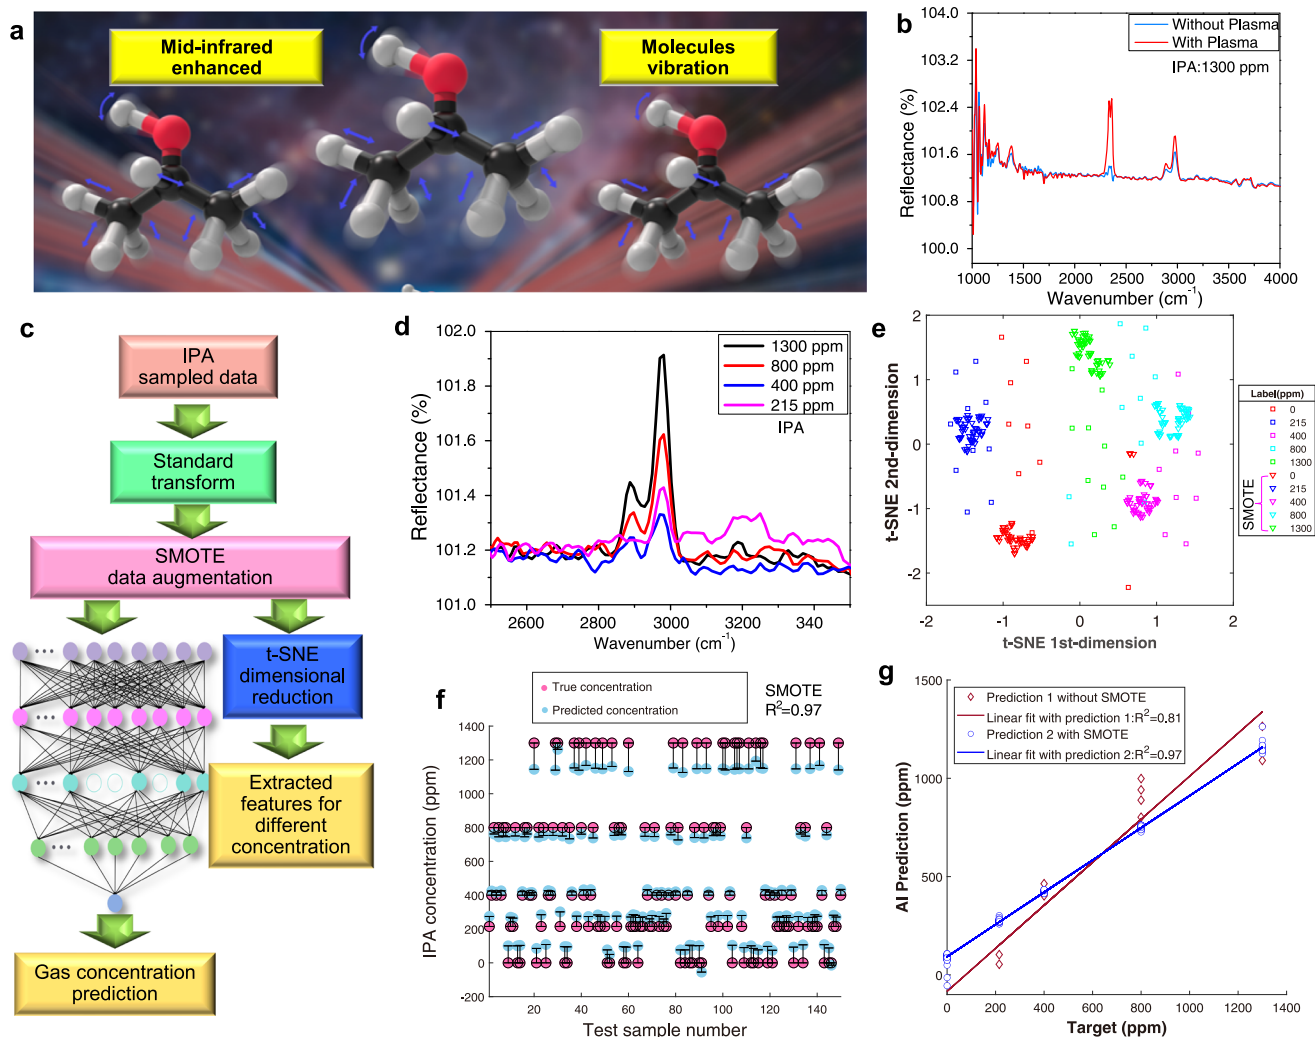 a
Mid-infrared
enhanced
Molecules
vibration
b
104.0
103.2
102.4
101.6
100.8
100.0
Reflectance (%)
Without Plasma
With Plasma
IPA:1300 ppm
1000
1500
2000
2500
3000
3500
4000
Wavenumber (cm⁻¹)
c
IPA
sampled data
Standard
transform
SMOTE
data augmentation
t-SNE
dimensional
reduction
Extracted
features for
different
concentration
Gas concentration
prediction
d
102.0
101.8
101.6
101.4
101.2
101.0
Reflectance (%)
1300 ppm
800 ppm
400 ppm
215 ppm
IPA
2600
2800
3000
3200
340
Wavenumber (cm⁻¹)
e
2
1
0
-1
-2
t-SNE 2nd-dimension
-2
-1
0
1
2
t-SNE 1st-dimension
Label(ppm)
0
215
400
800
1300
SMOTE
0
215
400
800
1300
f
True concentration
Predicted concentration
SMOTE
R²=0.97
1400
1200
1000
800
600
400
200
0
-200
IPA concentration (ppm)
20
40
60
80
100
120
140
Test sample number
g
1500
1000
500
0
AI Prediction (ppm)
Prediction 1 without SMOTE
Linear fit with prediction 1:R²=0.81
Prediction 2 with SMOTE
Linear fit with prediction 2:R²=0.97
0
200
400
600
800
1000
1200
1400
Target (ppm)